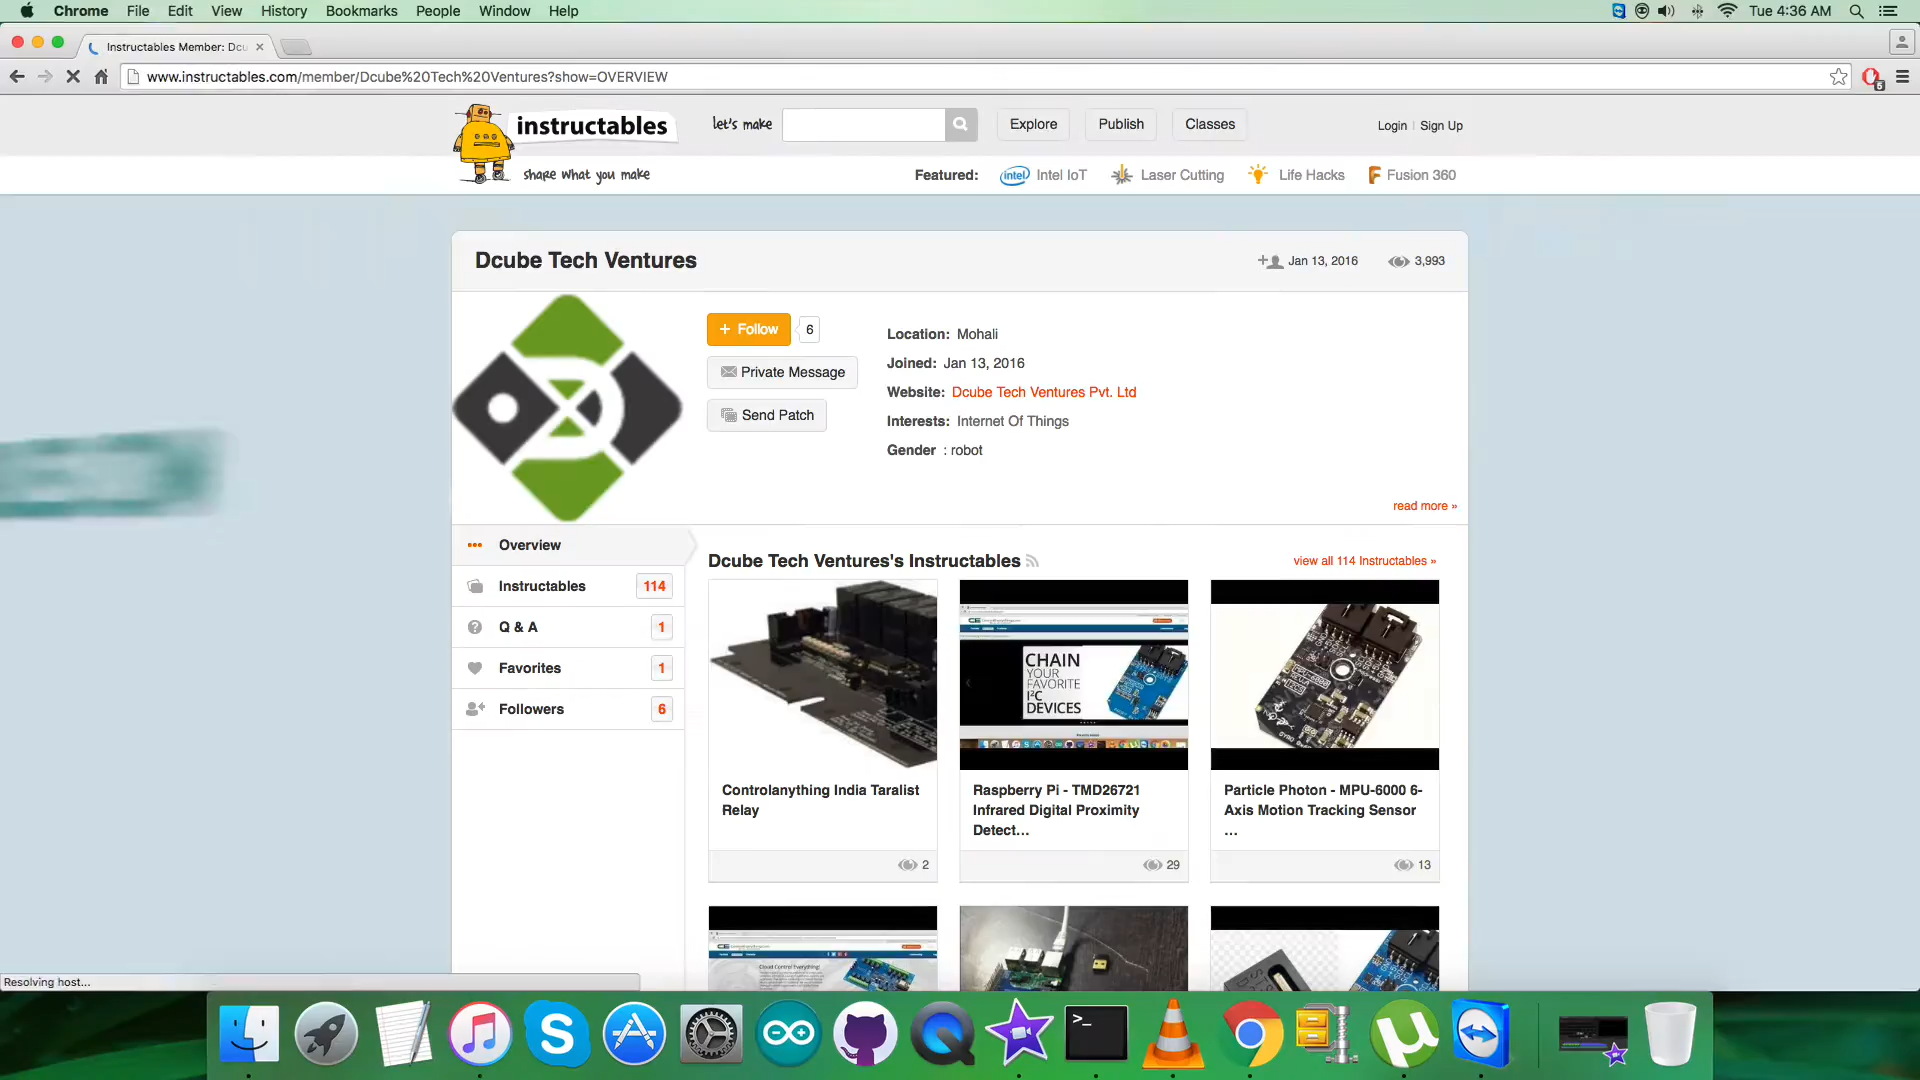 Chrome File Edit View History Bookmarks People Window Help
Tue 4:36 AM
Instructables Member: Dcu
www.instructables.com/member/Dcube%20Tech%20Ventures?show=OVERVIEW
5
instructables
let's make
Explore
Publish
Classes
Login | Sign Up
share what you make
Featured:
intel Intel IoT
Laser Cutting
Life Hacks
Fusion 360
Dcube Tech Ventures
Jan 13, 2016
3,993
+ Follow 6
Private Message
Send Patch
Location: Mohali
Joined: Jan 13, 2016
Website: Dcube Tech Ventures Pvt. Ltd
Interests: Internet Of Things
Gender : robot
read more »
Overview
Instructables 114
Q & A 1
Favorites 1
Followers 6
Dcube Tech Ventures's Instructables
view all 114 Instructables »
CHAIN
YOUR
FAVORITE
I²C
DEVICES
Controlanything India Taralist
Relay
2
Raspberry Pi - TMD26721
Infrared Digital Proximity
Detect...
29
Particle Photon - MPU-6000 6-
Axis Motion Tracking Sensor
...
13
Cloud Control Everything!
Resolving host...